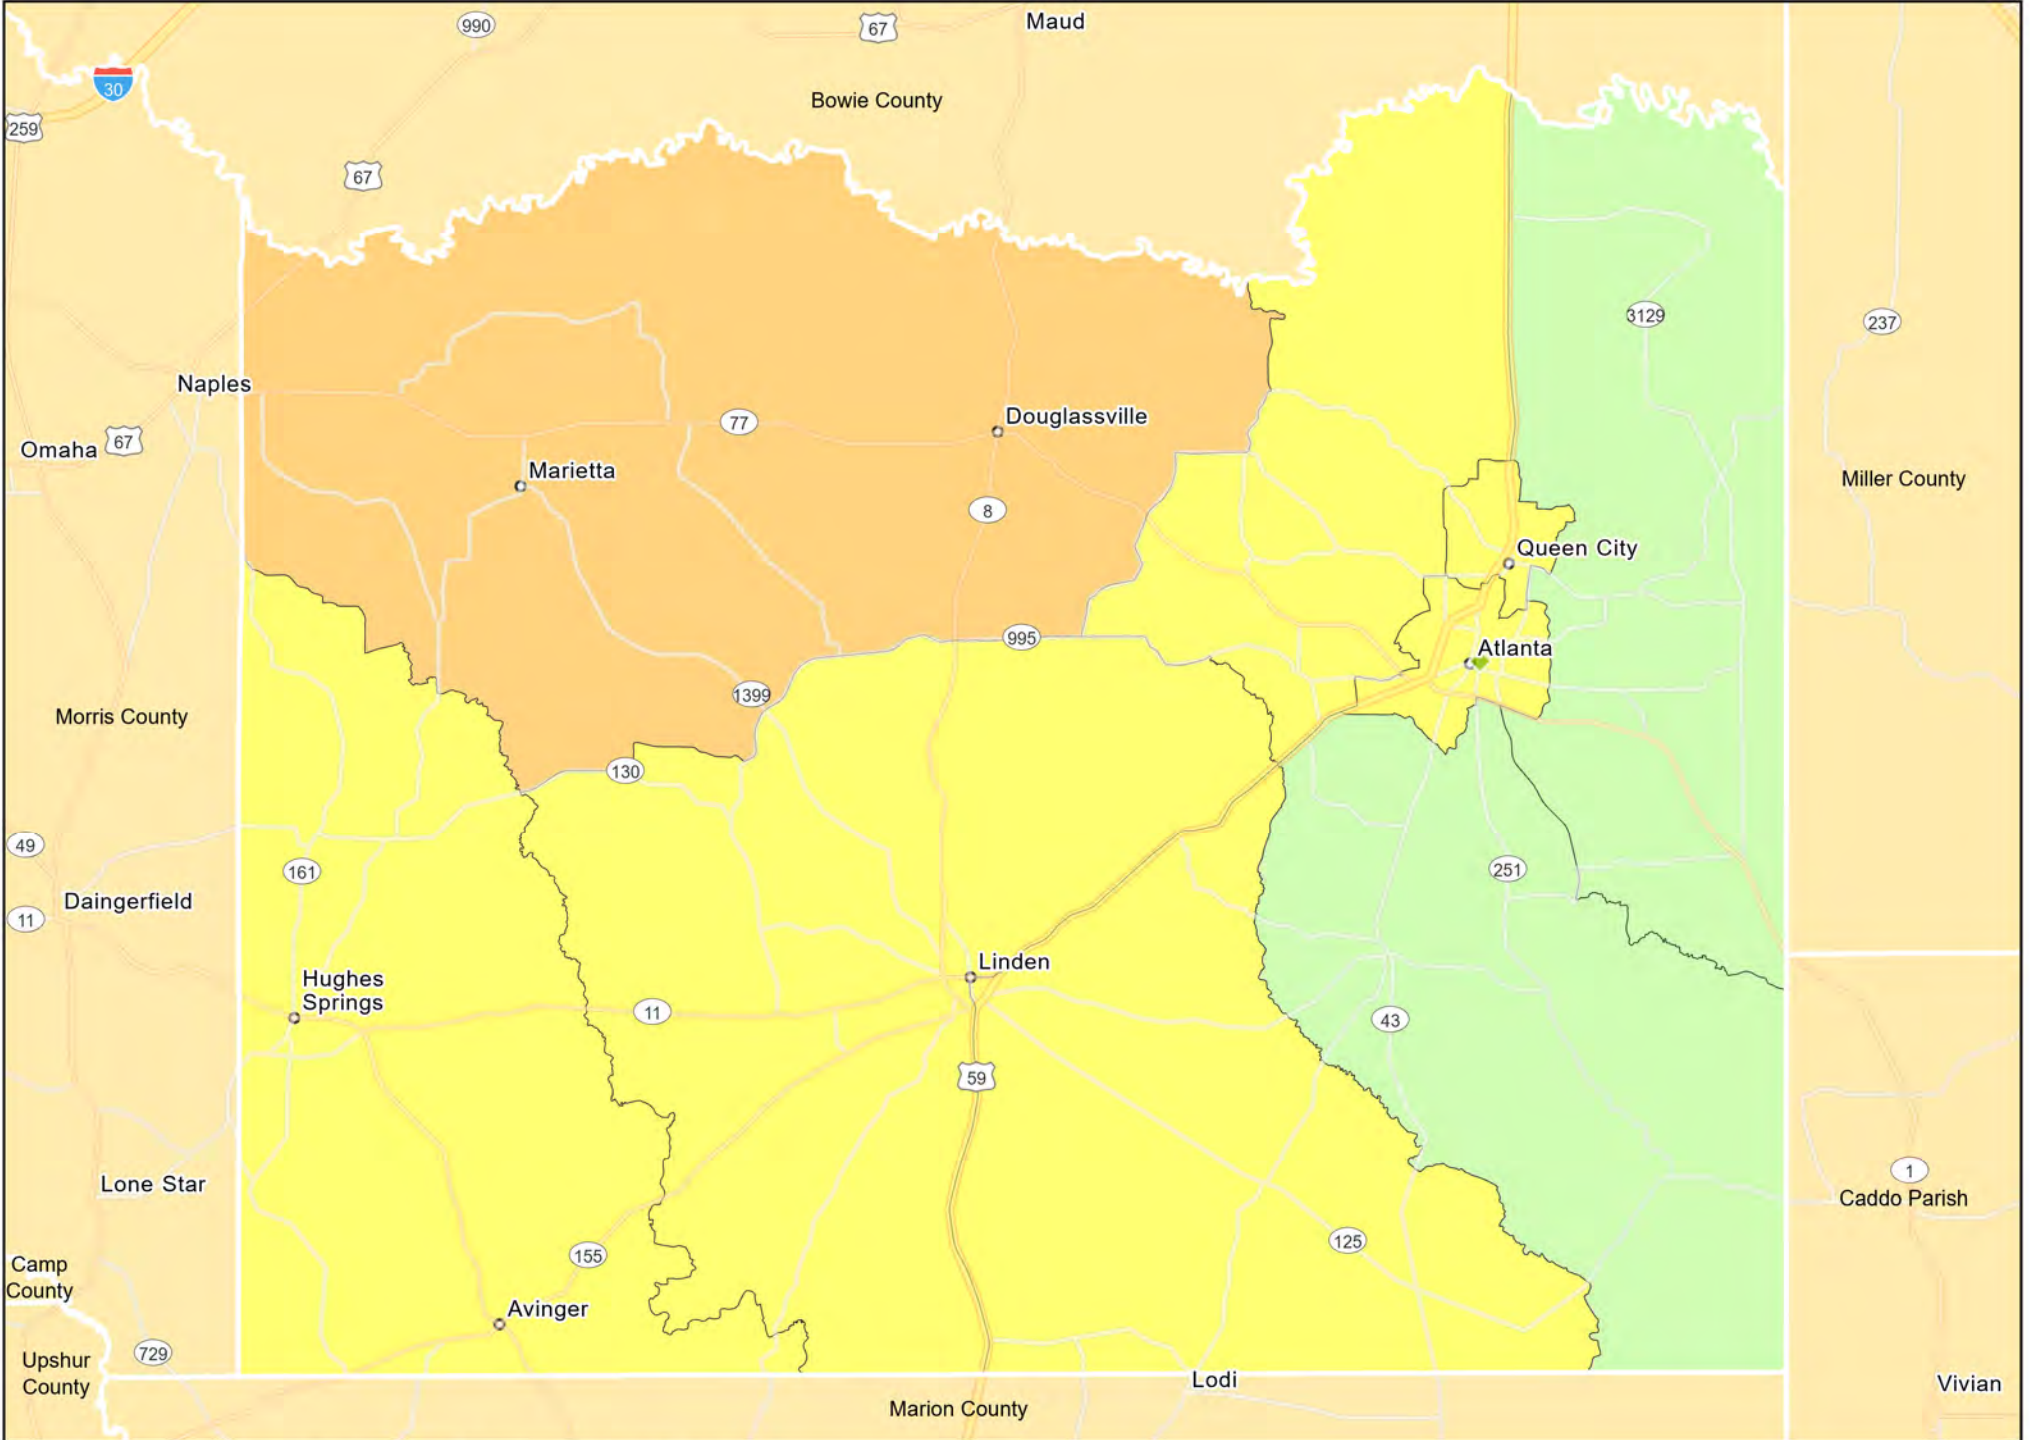 990
67
Maud
30
Bowie County
259
67
3129
237
Naples
77
Douglassville
Omaha
67
Marietta
Miller County
8
Queen City
995
Atlanta
1399
Morris County
130
49
161
251
Daingerfield
11
Linden
Hughes
Springs
11
43
59
Lone Star
1
Caddo Parish
125
155
Camp
County
Avinger
729
Upshur
County
Lodi
Vivian
Marion County